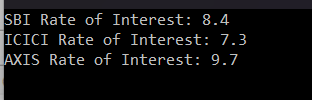 SBI Rate of Interest: 8.4
ICICI Rate of Interest: 7.3
AXIS Rate of Interest: 9.7